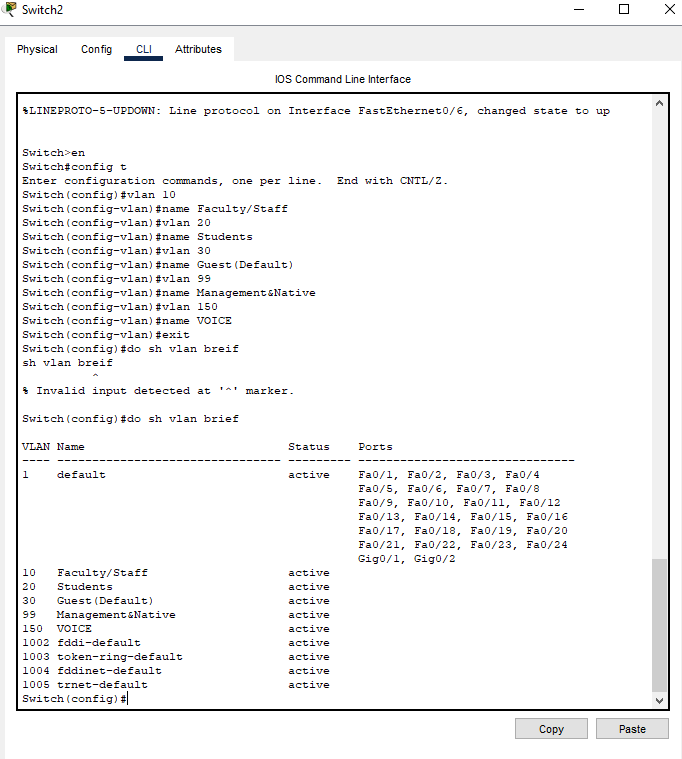 Switch2
Physical Config CLI Attributes
IOS Command Line Interface
%LINEPROTO-5-UPDOWN: Line protocol on Interface FastEthernet0/6, changed state to up
Switch>en
Switch#config t
Enter configuration commands, one per line.  End with CNTL/Z.
Switch(config)#vlan 10
Switch(config-vlan)#name Faculty/Staff
Switch(config-vlan)#vlan 20
Switch(config-vlan)#name Students
Switch(config-vlan)#vlan 30
Switch(config-vlan)#name Guest(Default)
Switch(config-vlan)#vlan 99
Switch(config-vlan)#name Management&Native
Switch(config-vlan)#vlan 150
Switch(config-vlan)#name VOICE
Switch(config-vlan)#exit
Switch(config)#do sh vlan breif
sh vlan breif
^
% Invalid input detected at '^' marker.
Switch(config)#do sh vlan brief
VLAN Name                             Status    Ports
---- -------------------------------- --------- -------------------------------
1    default                          active    Fa0/1, Fa0/2, Fa0/3, Fa0/4
Fa0/5, Fa0/6, Fa0/7, Fa0/8
Fa0/9, Fa0/10, Fa0/11, Fa0/12
Fa0/13, Fa0/14, Fa0/15, Fa0/16
Fa0/17, Fa0/18, Fa0/19, Fa0/20
Fa0/21, Fa0/22, Fa0/23, Fa0/24
Gig0/1, Gig0/2
10   Faculty/Staff                    active
20   Students                         active
30   Guest(Default)                   active
99   Management&Native                active
150  VOICE                            active
1002 fddi-default                     active
1003 token-ring-default               active
1004 fddinet-default                  active
1005 trnet-default                    active
Switch(config)#
Copy Paste